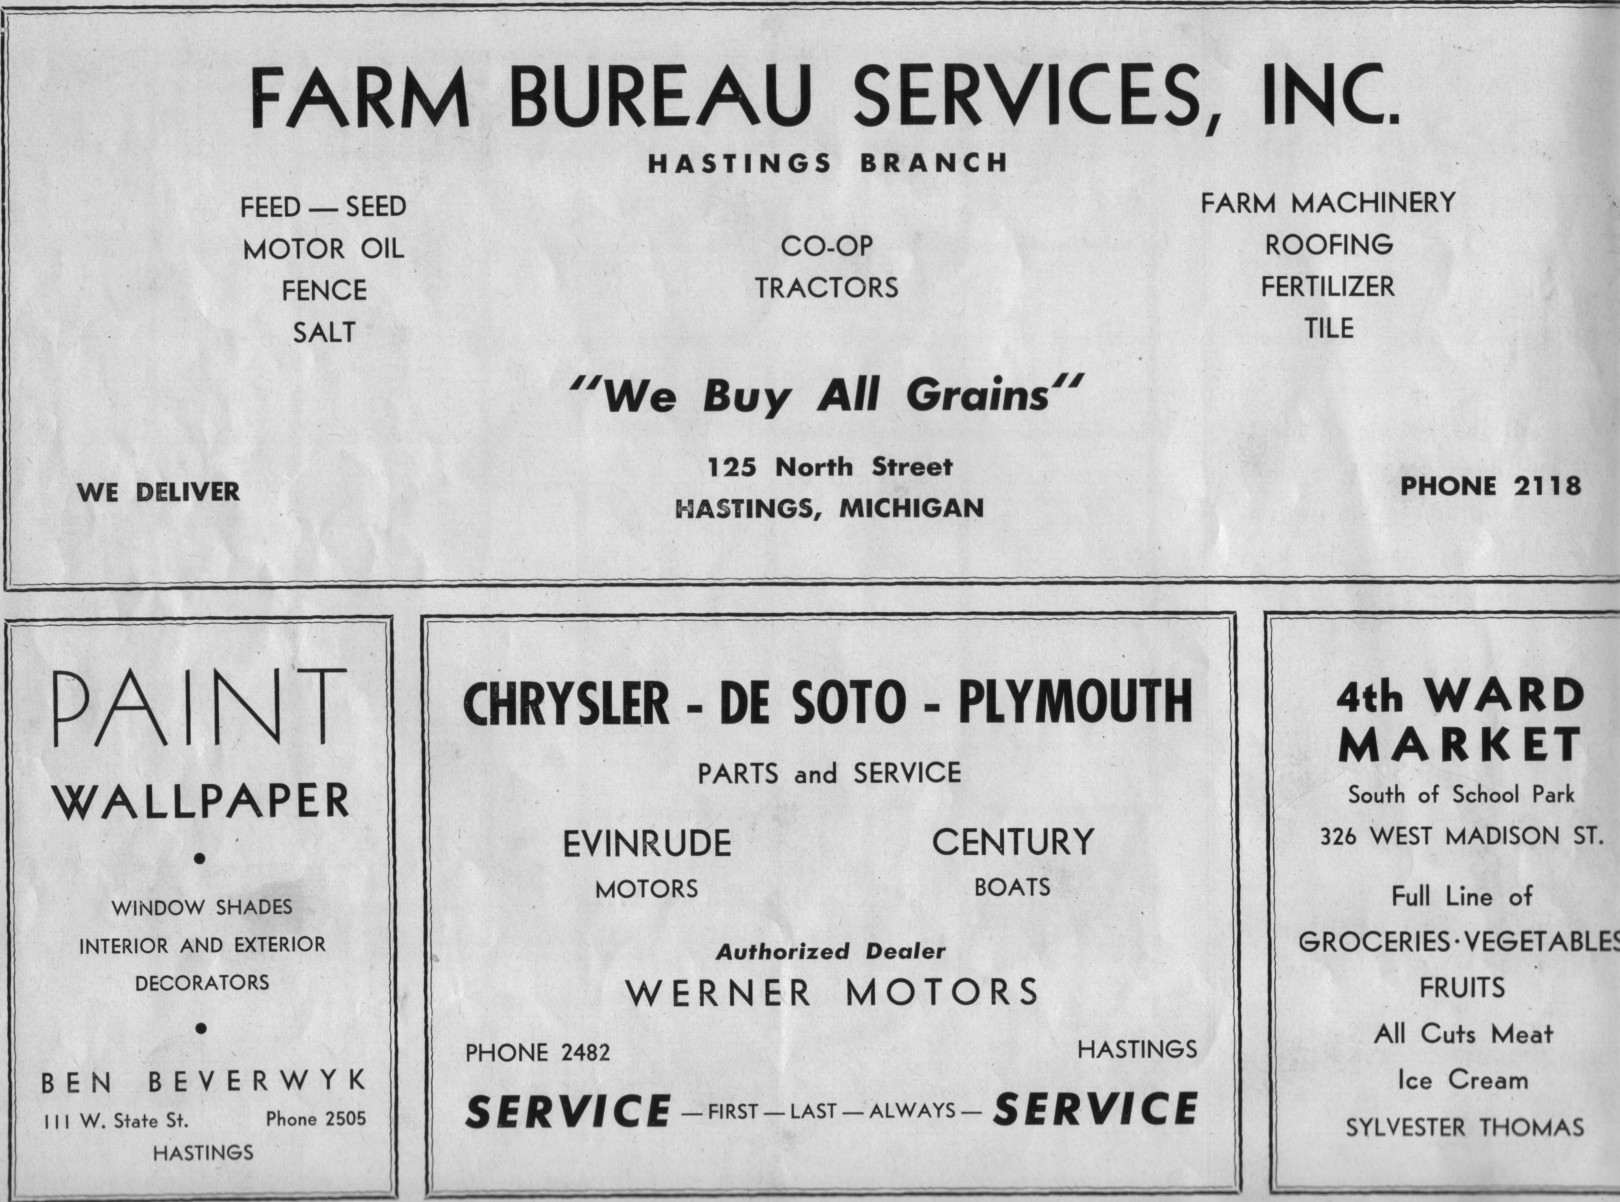 FARM BUREAU SERVICES, INC.
HASTINGS BRANCH
FEED — SEED
MOTOR OIL
FENCE
SALT
CO-OP
TRACTORS
FARM MACHINERY
ROOFING
FERTILIZER
TILE
"We Buy All Grains"
WE DELIVER
125 North Street
HASTINGS, MICHIGAN
PHONE 2118
PAINT
WALLPAPER
•
WINDOW SHADES
INTERIOR AND EXTERIOR
DECORATORS
•
BEN BEVERWYK
111 W. State St. Phone 2505
HASTINGS
CHRYSLER - DE SOTO - PLYMOUTH
PARTS and SERVICE
EVINRUDE
MOTORS
CENTURY
BOATS
Authorized Dealer
WERNER MOTORS
PHONE 2482 HASTINGS
SERVICE — FIRST — LAST — ALWAYS — SERVICE
4th WARD
MARKET
South of School Park
326 WEST MADISON ST.
Full Line of
GROCERIES · VEGETABLES
FRUITS
All Cuts Meat
Ice Cream
SYLVESTER THOMAS